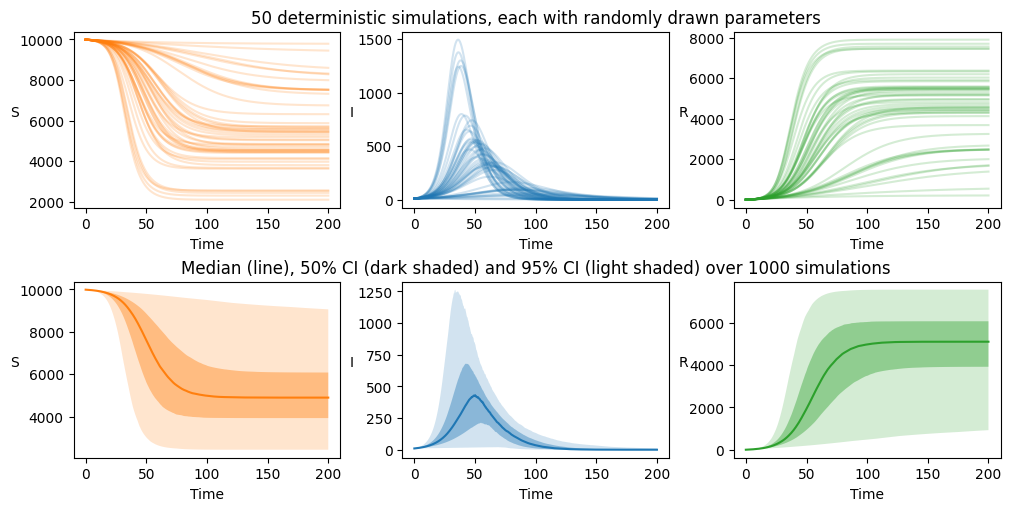 50 deterministic simulations, each with randomly drawn parameters
10000
8000
6000
4000
2000
S
0 50 100 150 200
Time
1500
1000
500
0
I
0 50 100 150 200
Time
8000
6000
4000
2000
0
R
0 50 100 150 200
Time
Median (line), 50% CI (dark shaded) and 95% CI (light shaded) over 1000 simulations
10000
8000
6000
4000
S
0 50 100 150 200
Time
1250
1000
750
500
250
0
I
0 50 100 150 200
Time
6000
4000
2000
0
R
0 50 100 150 200
Time